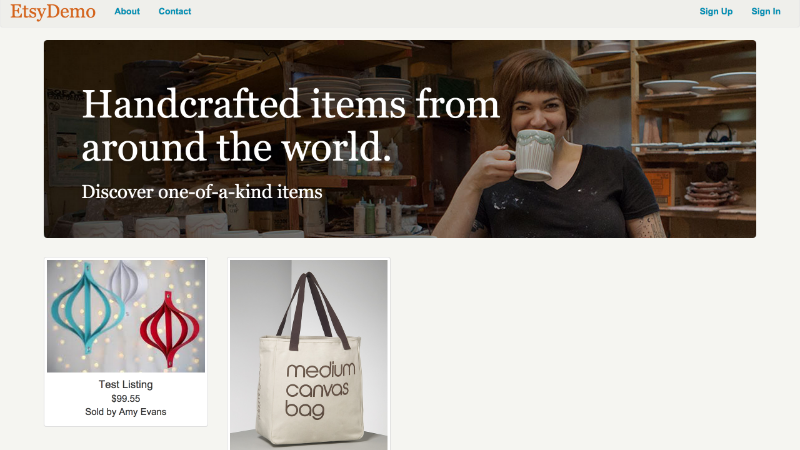 EtsyDemo About Contact Sign Up Sign In
Handcrafted items from
around the world.
Discover one-of-a-kind items
Test Listing
$99.55
Sold by Amy Evans
medium
canvas
bag